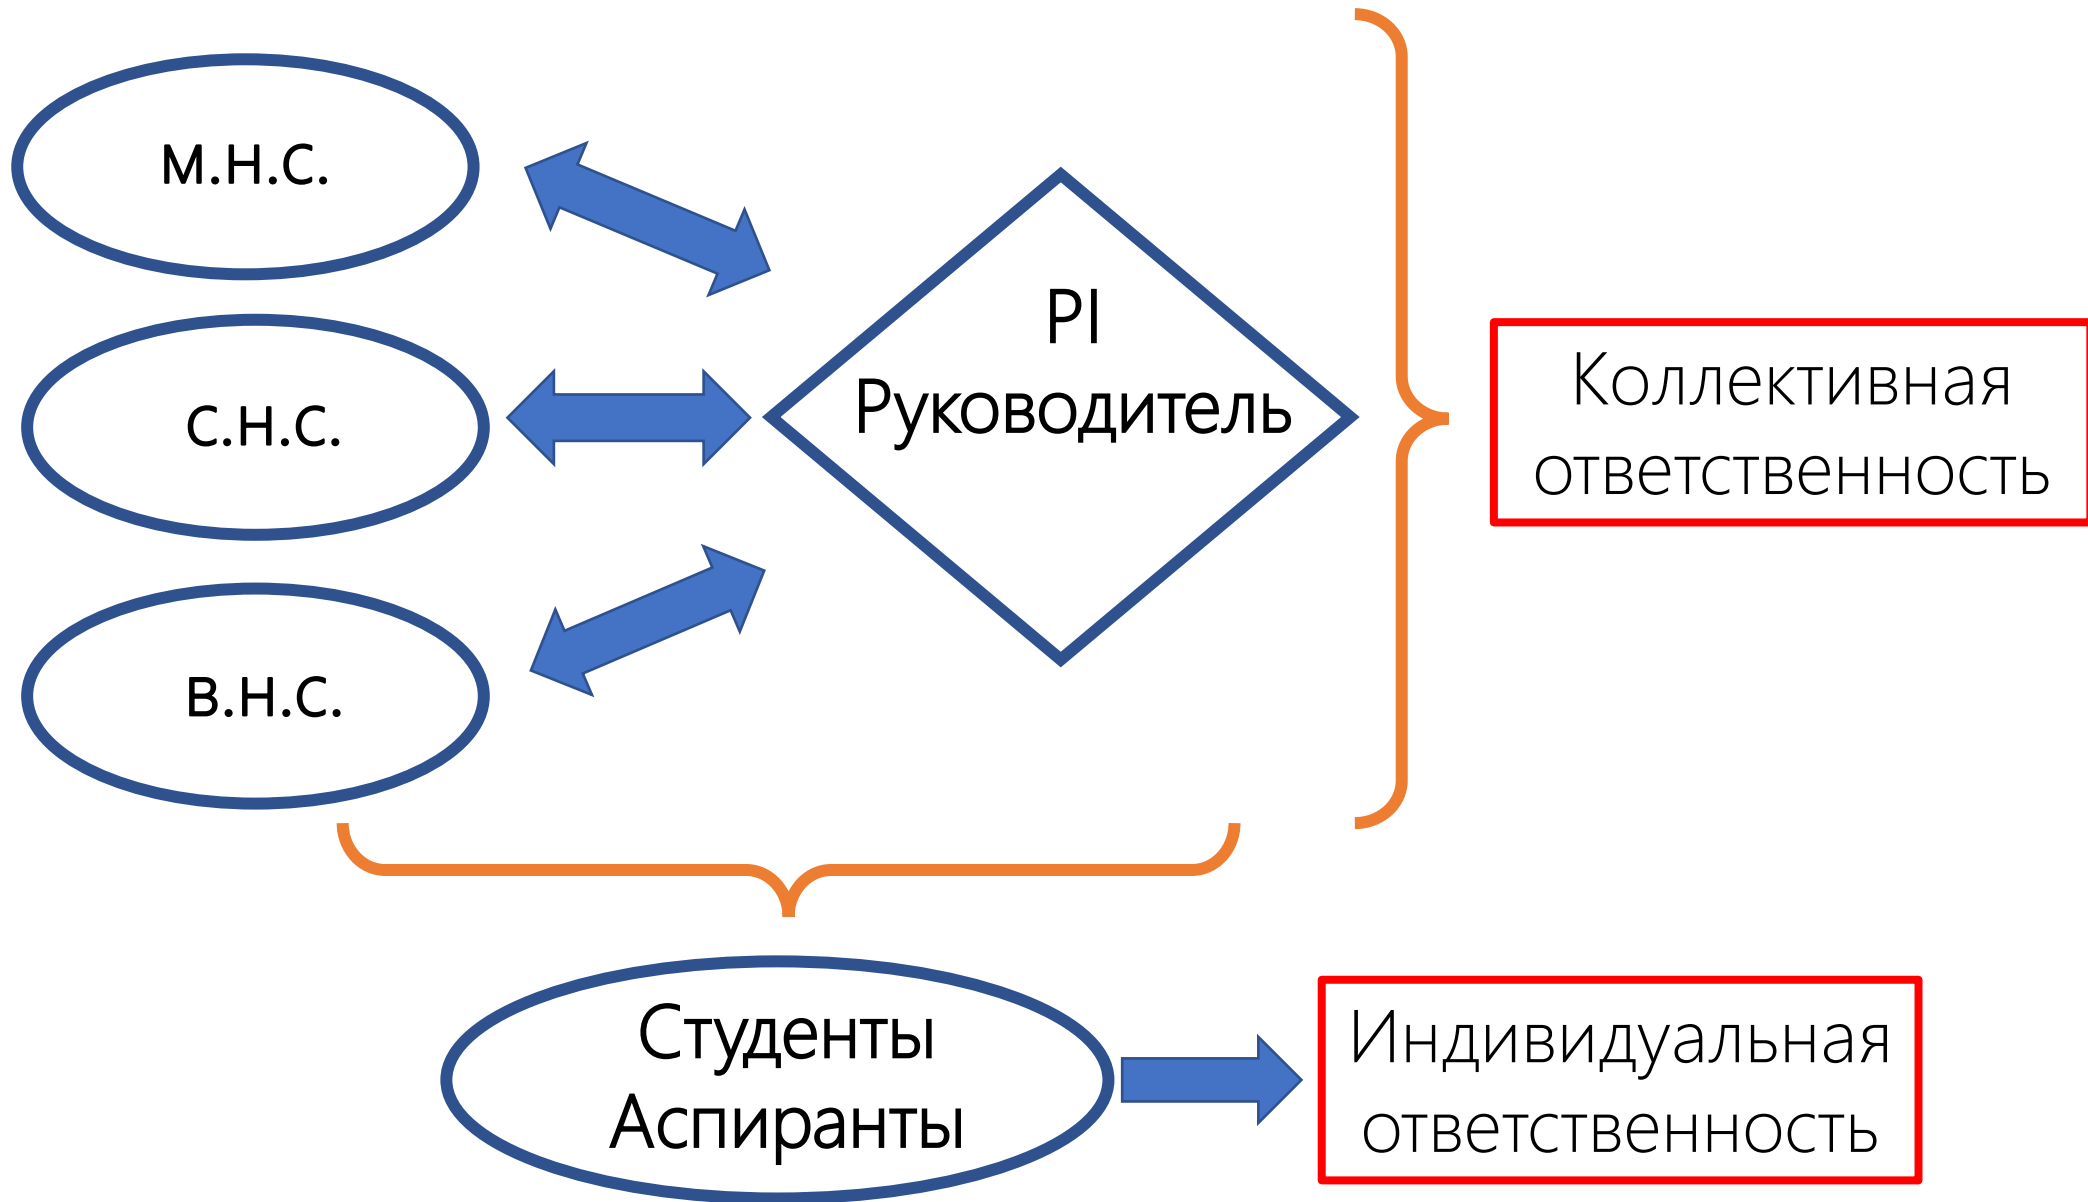 м.н.с.
с.н.с.
в.н.с.
PI
Руководитель
Коллективная
ответственность
Студенты
Аспиранты
Индивидуальная
ответственность